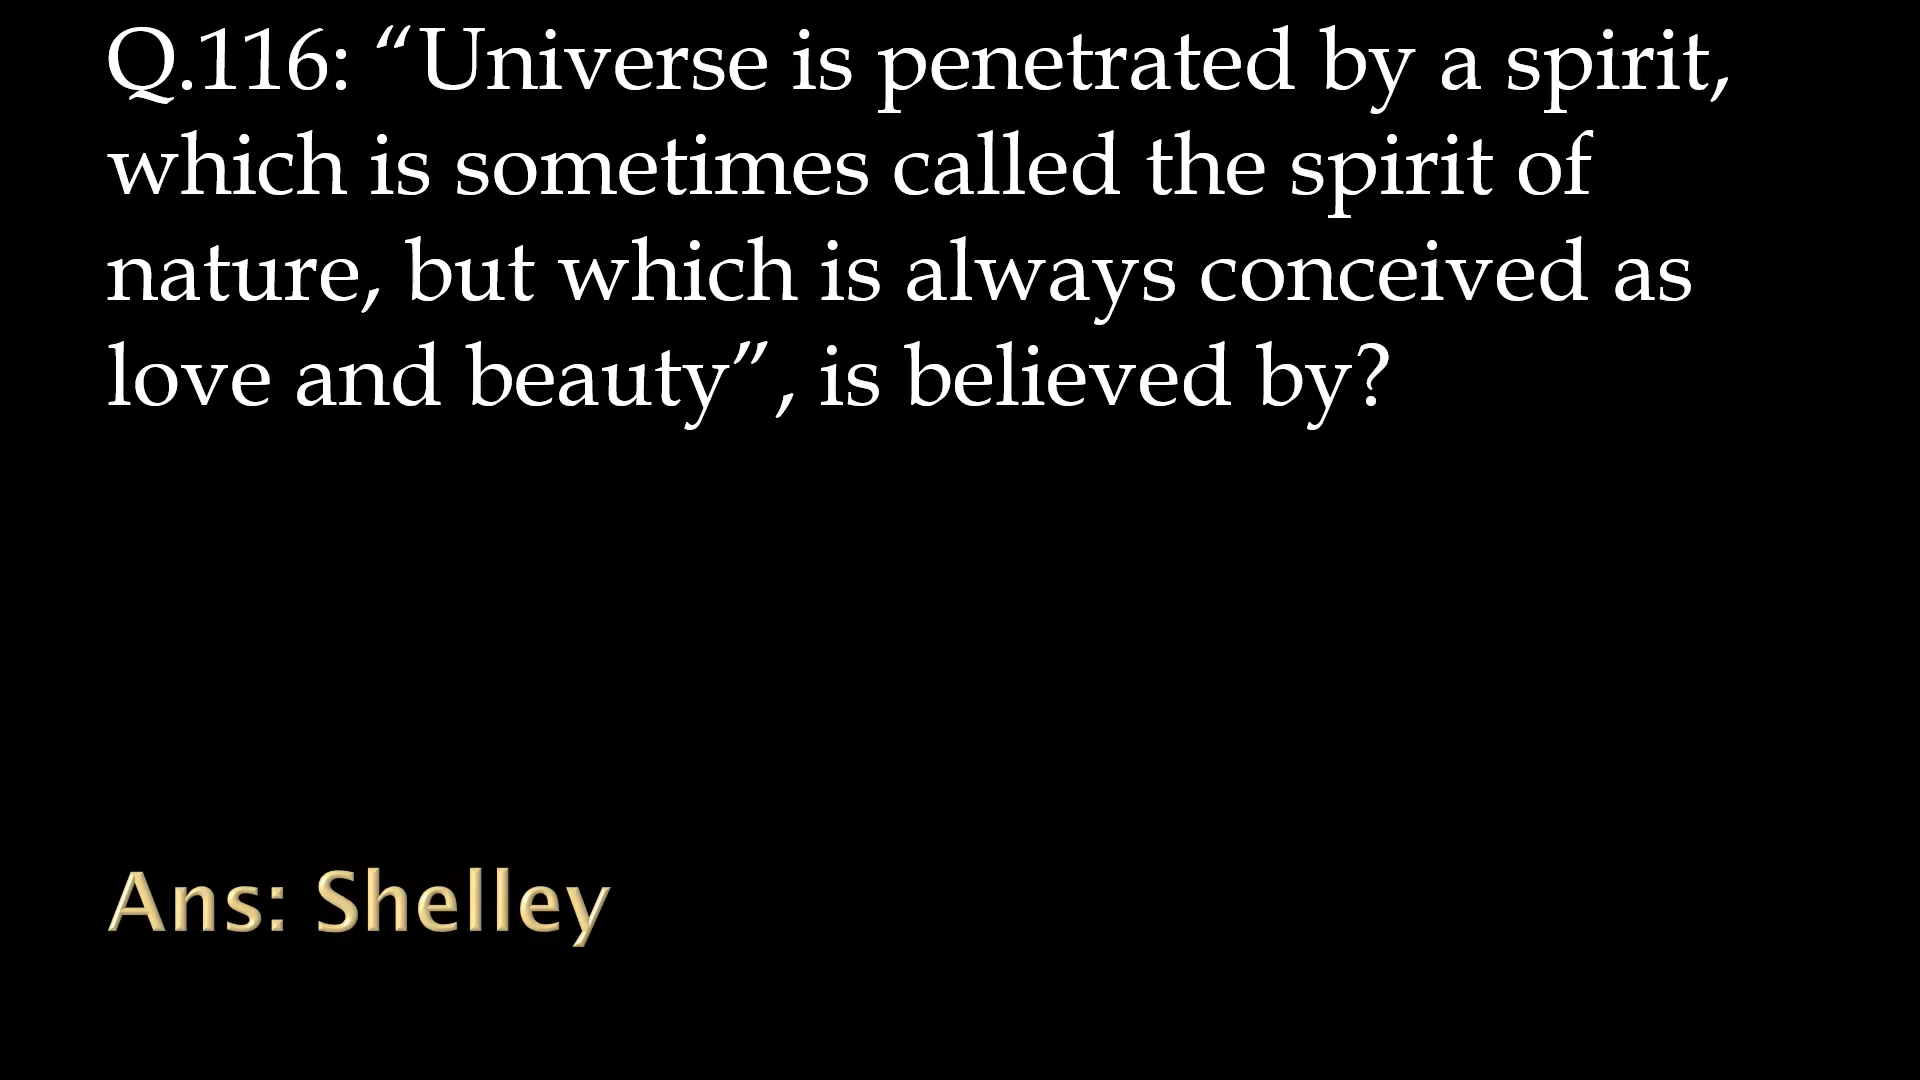 Q.116: “Universe is penetrated by a spirit,
which is sometimes called the spirit of
nature, but which is always conceived as
love and beauty”, is believed by?
Ans: Shelley